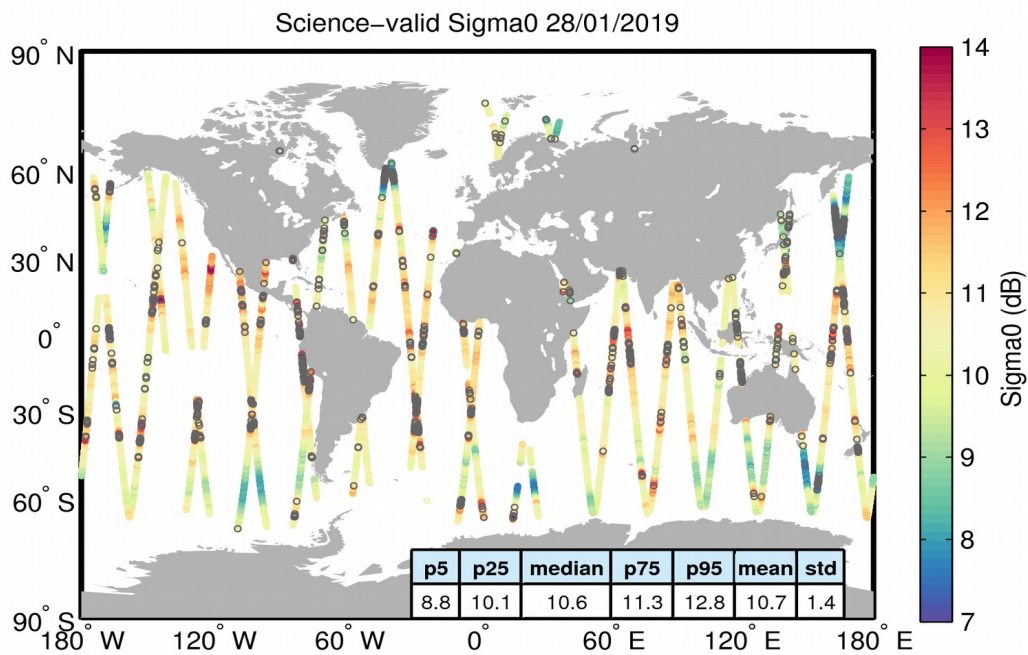 Science−valid Sigma0 28/01/2019
90° N
60° N
30° N
0°
30° S
60° S
90° S
180° W
120° W
60° W
0°
60° E
120° E
180° E
p5 p25 median p75 p95 mean std
8.8 10.1 10.6 11.3 12.8 10.7 1.4
14
13
12
11
10
9
8
7
Sigma0 (dB)